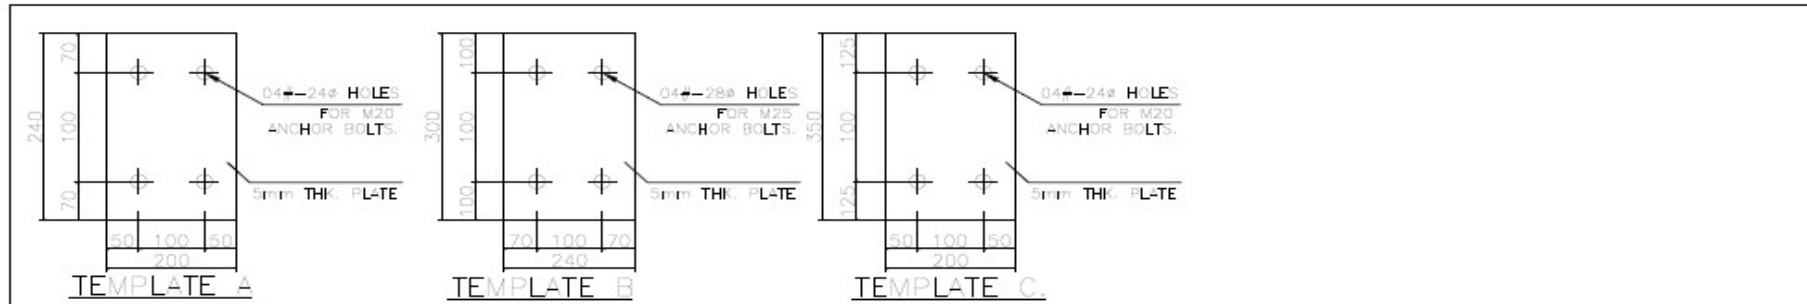 240
70
100
70
04#-24ø HOLES
FOR M20
ANCHOR BOLTS.
5mm THK. PLATE
50 100 50
200
TEMPLATE A
300
100
100
100
04#-28ø HOLES
FOR M25
ANCHOR BOLTS.
5mm THK. PLATE
70 100 70
240
TEMPLATE B
350
125
100
125
04#-24ø HOLES
FOR M20
ANCHOR BOLTS.
5mm THK. PLATE
50 100 50
200
TEMPLATE C.